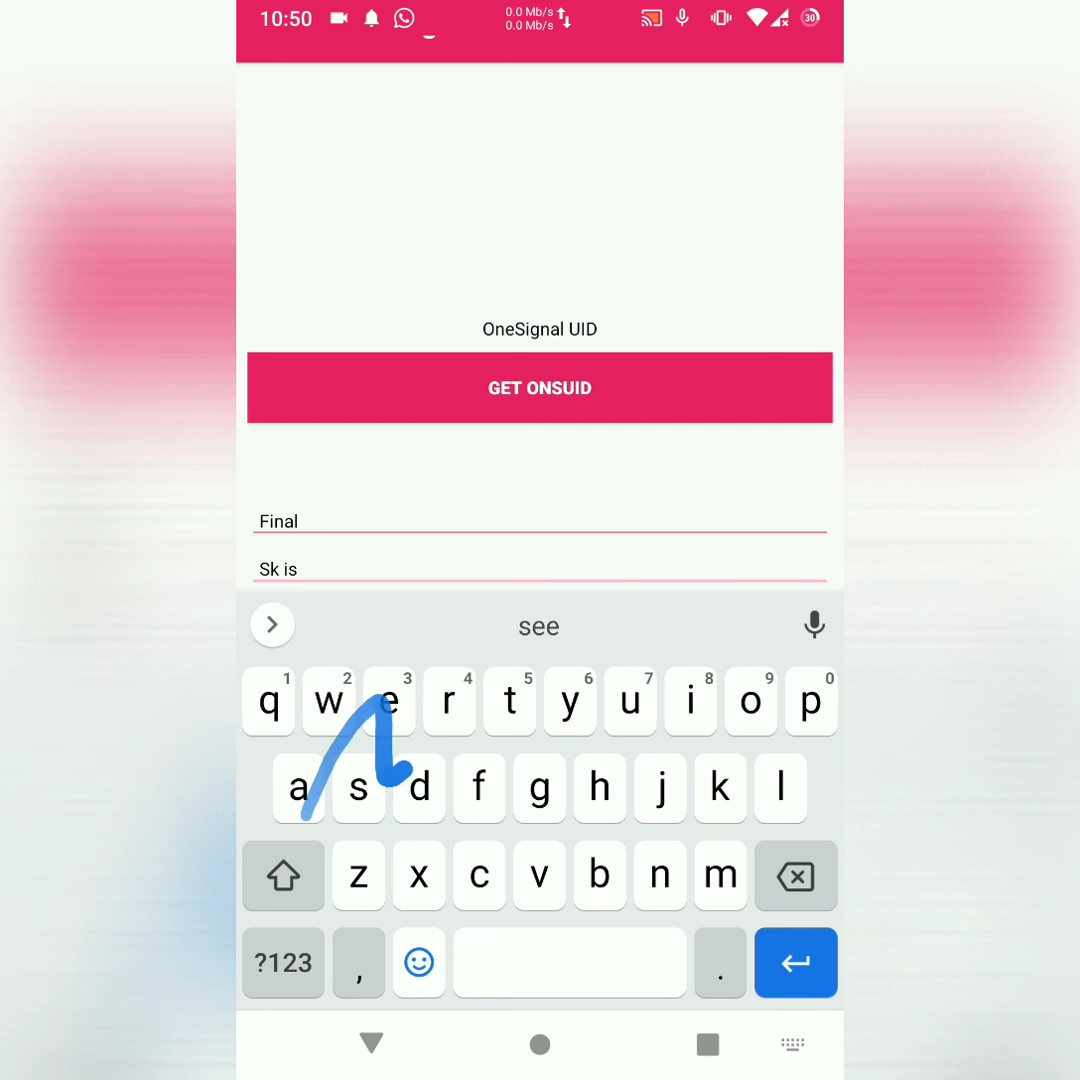 10:50 0.0 Mb/s 30
0.0 Mb/s
OneSignal UID
GET ONSUID
Final
Sk is
see
1 2 3 4 5 6 7 8 9 0
q w e r t y u i o p
a s d f g h j k l
z x c v b n m
?123 , .